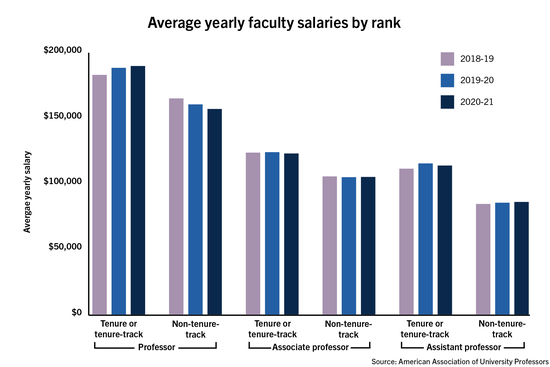 Average yearly faculty salaries by rank
$200,000
$150,000
$100,000
$50,000
$0
Avergae yearly salary
2018-19
2019-20
2020-21
Tenure or
tenure-track
Non-tenure-
track
Tenure or
tenure-track
Non-tenure-
track
Tenure or
tenure-track
Non-tenure-
track
Professor
Associate professor
Assistant professor
Source: American Association of University Professors